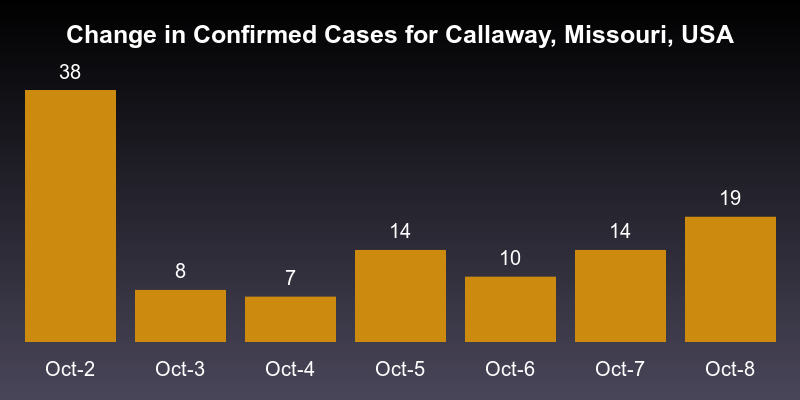 Change in Confirmed Cases for Callaway, Missouri, USA
38
8
7
14
10
14
19
Oct-2
Oct-3
Oct-4
Oct-5
Oct-6
Oct-7
Oct-8